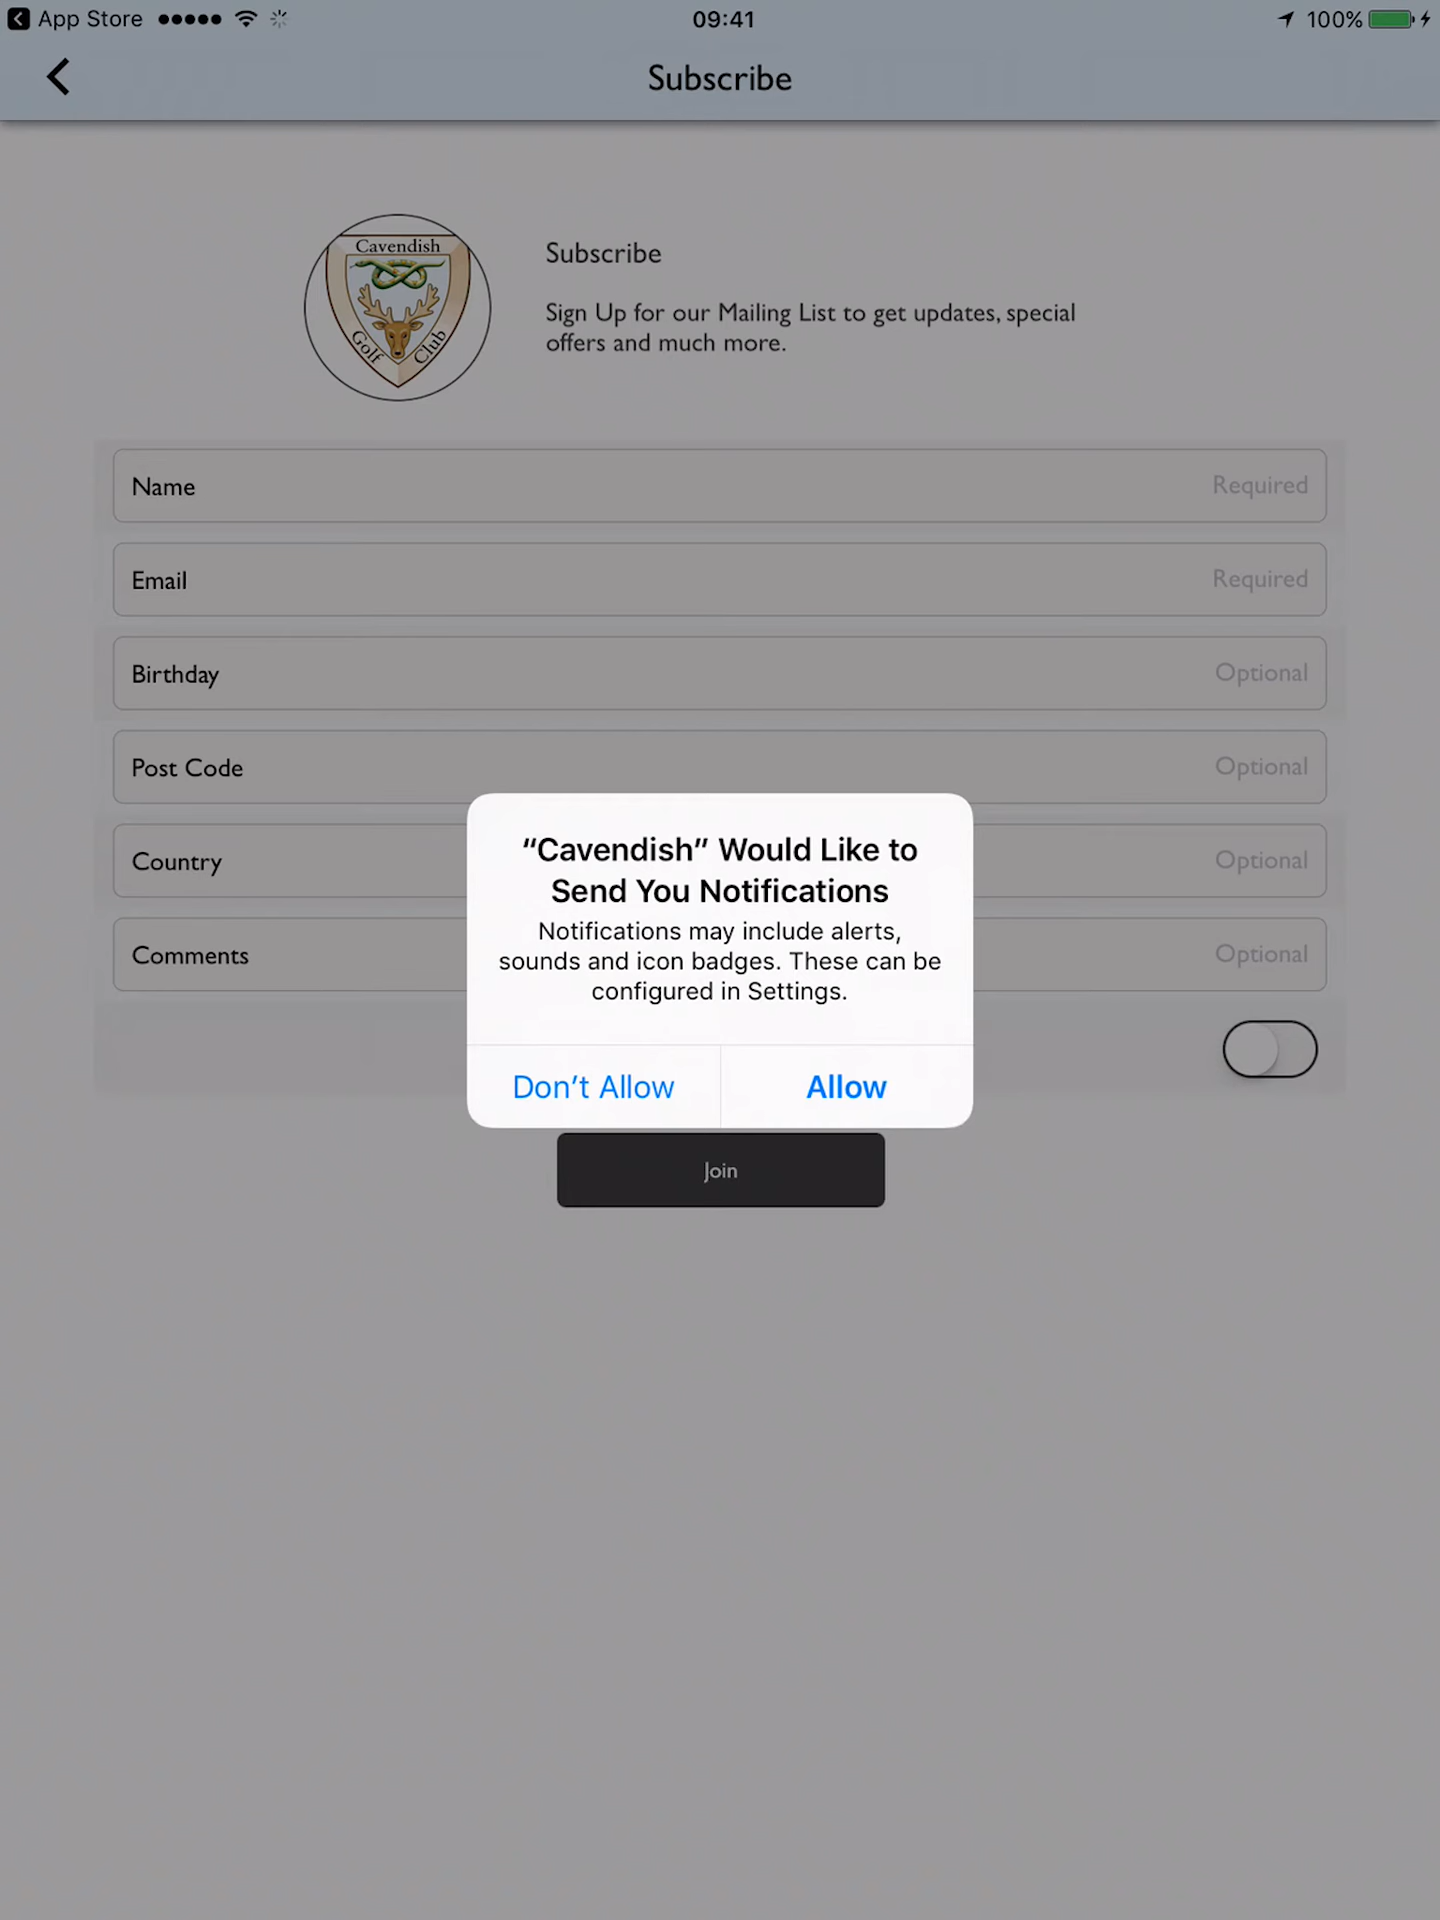 App Store
09:41
100%
Subscribe
Cavendish
Golf Club
Subscribe
Sign Up for our Mailing List to get updates, special
offers and much more.
Name Required
Email Required
Birthday Optional
Post Code Optional
Country Optional
Comments Optional
“Cavendish” Would Like to
Send You Notifications
Notifications may include alerts,
sounds and icon badges. These can be
configured in Settings.
Don’t Allow
Allow
Join